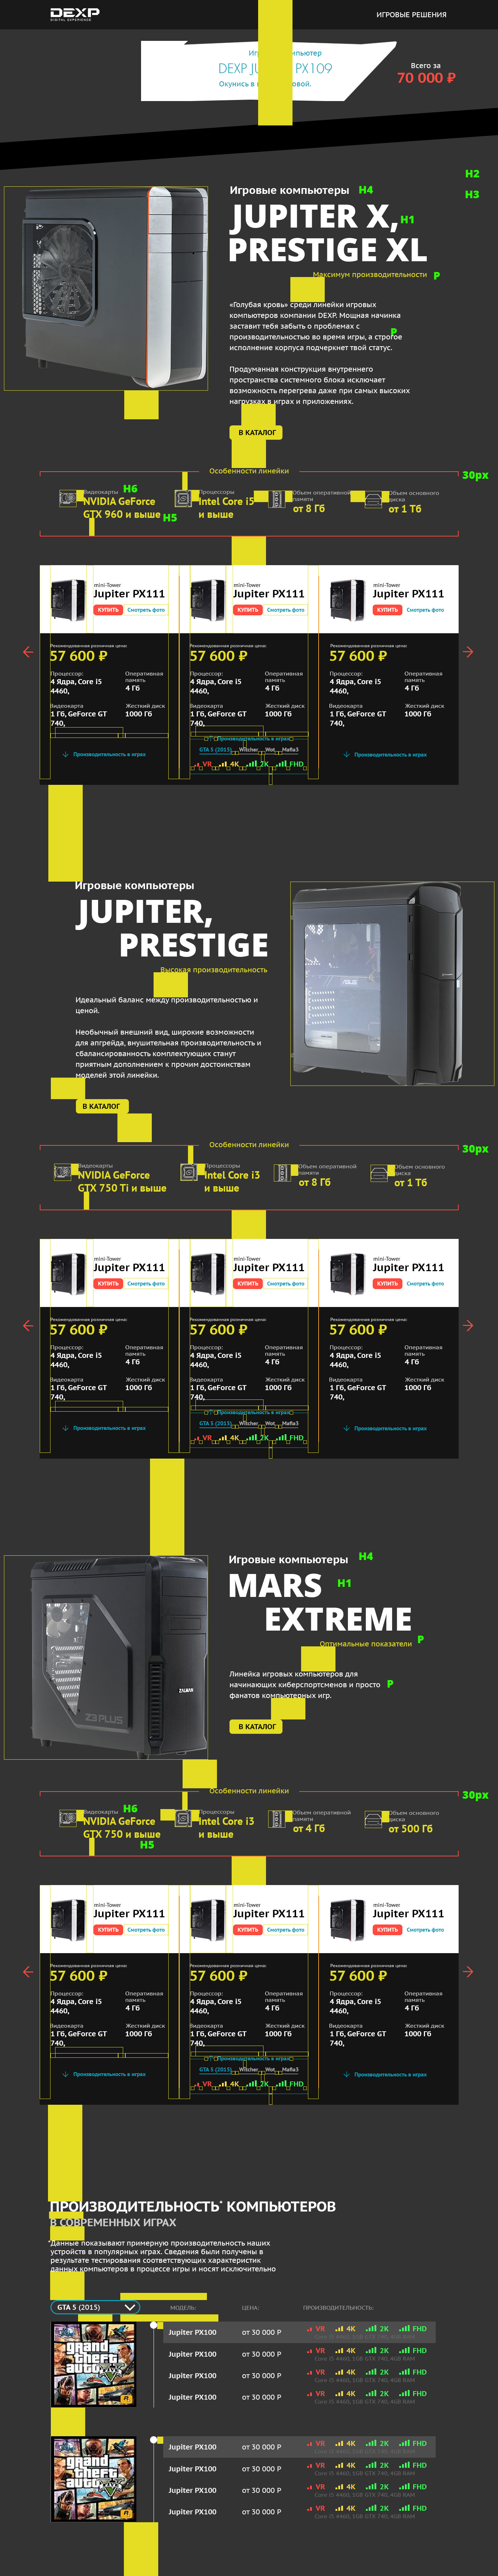 DEXP
DIGITAL EXPERIENCE
ИГРОВЫЕ РЕШЕНИЯ
DEXP
PX109
Окунись в
овой.
Всего за
70 000 ₽
H2
H3
Игровые компьютеры H4
JUPITER X, H1
PRESTIGE XL
Максимум производительности P
«Голубая кровь» среди линейки игровых
компьютеров компании DEXP. Мощная начинка
заставит тебя забыть о проблемах с
производительностью во время игры, а строгое
исполнение корпуса подчеркнет твой статус.
P
Продуманная конструкция внутреннего
пространства системного блока исключает
возможность перегрева даже при самых высоких
нагрузках в играх и приложениях.
В КАТАЛОГ
Особенности линейки
30px
Видеокарты H6
NVIDIA GeForce
GTX 960 и выше H5
Процессоры
Intel Core i5
и выше
Объем оперативной
памяти
от 8 Гб
Объем основного
диска
от 1 Тб
mini-Tower
Jupiter PX111
КУПИТЬ Смотреть фото
mini-Tower
Jupiter PX111
КУПИТЬ Смотреть фото
mini-Tower
Jupiter PX111
КУПИТЬ Смотреть фото
Рекомендованная розничная цена:
57 600 ₽
Процессор:
4 Ядра, Core i5
4460,
Оперативная
память
4 Гб
Видеокарта
1 Гб, GeForce GT
740,
Жесткий диск
1000 Гб
Производительность в играх
Рекомендованная розничная цена:
57 600 ₽
Процессор:
4 Ядра, Core i5
4460,
Оперативная
память
4 Гб
Видеокарта
1 Гб, GeForce GT
740,
Жесткий диск
1000 Гб
Производительность в играх
GTA 5 (2015) Witcher Wot Mafia3
VR 4K 2K FHD
Рекомендованная розничная цена:
57 600 ₽
Процессор:
4 Ядра, Core i5
4460,
Оперативная
память
4 Гб
Видеокарта
1 Гб, GeForce GT
740,
Жесткий диск
1000 Гб
Производительность в играх
Игровые компьютеры
JUPITER,
PRESTIGE
Высокая производительность
Идеальный баланс между производительностью и
ценой.
Необычный внешний вид, широкие возможности
для апгрейда, внушительная производительность и
сбалансированность комплектующих станут
приятным дополнением к прочим достоинствам
моделей этой линейки.
В КАТАЛОГ
Особенности линейки
30px
Видеокарты
NVIDIA GeForce
GTX 750 Ti и выше
Процессоры
Intel Core i3
и выше
Объем оперативной
памяти
от 8 Гб
Объем основного
диска
от 1 Тб
mini-Tower
Jupiter PX111
КУПИТЬ Смотреть фото
mini-Tower
Jupiter PX111
КУПИТЬ Смотреть фото
mini-Tower
Jupiter PX111
КУПИТЬ Смотреть фото
Рекомендованная розничная цена:
57 600 ₽
Процессор:
4 Ядра, Core i5
4460,
Оперативная
память
4 Гб
Видеокарта
1 Гб, GeForce GT
740,
Жесткий диск
1000 Гб
Производительность в играх
Рекомендованная розничная цена:
57 600 ₽
Процессор:
4 Ядра, Core i5
4460,
Оперативная
память
4 Гб
Видеокарта
1 Гб, GeForce GT
740,
Жесткий диск
1000 Гб
Производительность в играх
GTA 5 (2015) Witcher Wot Mafia3
VR 4K 2K FHD
Рекомендованная розничная цена:
57 600 ₽
Процессор:
4 Ядра, Core i5
4460,
Оперативная
память
4 Гб
Видеокарта
1 Гб, GeForce GT
740,
Жесткий диск
1000 Гб
Производительность в играх
Игровые компьютеры H4
MARS H1
EXTREME
Оптимальные показатели P
Линейка игровых компьютеров для
начинающих киберспортсменов и просто P
фанатов компьютерных игр.
В КАТАЛОГ
ZALMAN
Z3 PLUS
Особенности линейки
30px
Видеокарты H6
NVIDIA GeForce
GTX 750 и выше
H5
Процессоры
Intel Core i3
и выше
Объем оперативной
памяти
от 4 Гб
Объем основного
диска
от 500 Гб
mini-Tower
Jupiter PX111
КУПИТЬ Смотреть фото
mini-Tower
Jupiter PX111
КУПИТЬ Смотреть фото
mini-Tower
Jupiter PX111
КУПИТЬ Смотреть фото
Рекомендованная розничная цена:
57 600 ₽
Процессор:
4 Ядра, Core i5
4460,
Оперативная
память
4 Гб
Видеокарта
1 Гб, GeForce GT
740,
Жесткий диск
1000 Гб
Производительность в играх
Рекомендованная розничная цена:
57 600 ₽
Процессор:
4 Ядра, Core i5
4460,
Оперативная
память
4 Гб
Видеокарта
1 Гб, GeForce GT
740,
Жесткий диск
1000 Гб
Производительность в играх
GTA 5 (2015) Witcher Wot Mafia3
VR 4K 2K FHD
Рекомендованная розничная цена:
57 600 ₽
Процессор:
4 Ядра, Core i5
4460,
Оперативная
память
4 Гб
Видеокарта
1 Гб, GeForce GT
740,
Жесткий диск
1000 Гб
Производительность в играх
ПРОИЗВОДИТЕЛЬНОСТЬ* КОМПЬЮТЕРОВ
В СОВРЕМЕННЫХ ИГРАХ
*Данные показывают примерную производительность наших
устройств в популярных играх. Сведения были получены в
результате тестирования соответствующих характеристик
данных компьютеров в процессе игры и носят исключительно
GTA 5 (2015)
МОДЕЛЬ: ЦЕНА: ПРОИЗВОДИТЕЛЬНОСТЬ:
grand theft auto V
Jupiter PX100 от 30 000 Р VR 4K 2K FHD
Jupiter PX100 от 30 000 Р VR 4K 2K FHD
Core i5 4460, 1GB GTX 740, 4GB RAM
Jupiter PX100 от 30 000 Р VR 4K 2K FHD
Core i5 4460, 1GB GTX 740, 4GB RAM
Jupiter PX100 от 30 000 Р VR 4K 2K FHD
Core i5 4460, 1GB GTX 740, 4GB RAM
grand theft auto V
Jupiter PX100 от 30 000 Р VR 4K 2K FHD
Jupiter PX100 от 30 000 Р VR 4K 2K FHD
Core i5 4460, 1GB GTX 740, 4GB RAM
Jupiter PX100 от 30 000 Р VR 4K 2K FHD
Core i5 4460, 1GB GTX 740, 4GB RAM
Jupiter PX100 от 30 000 Р VR 4K 2K FHD
Core i5 4460, 1GB GTX 740, 4GB RAM